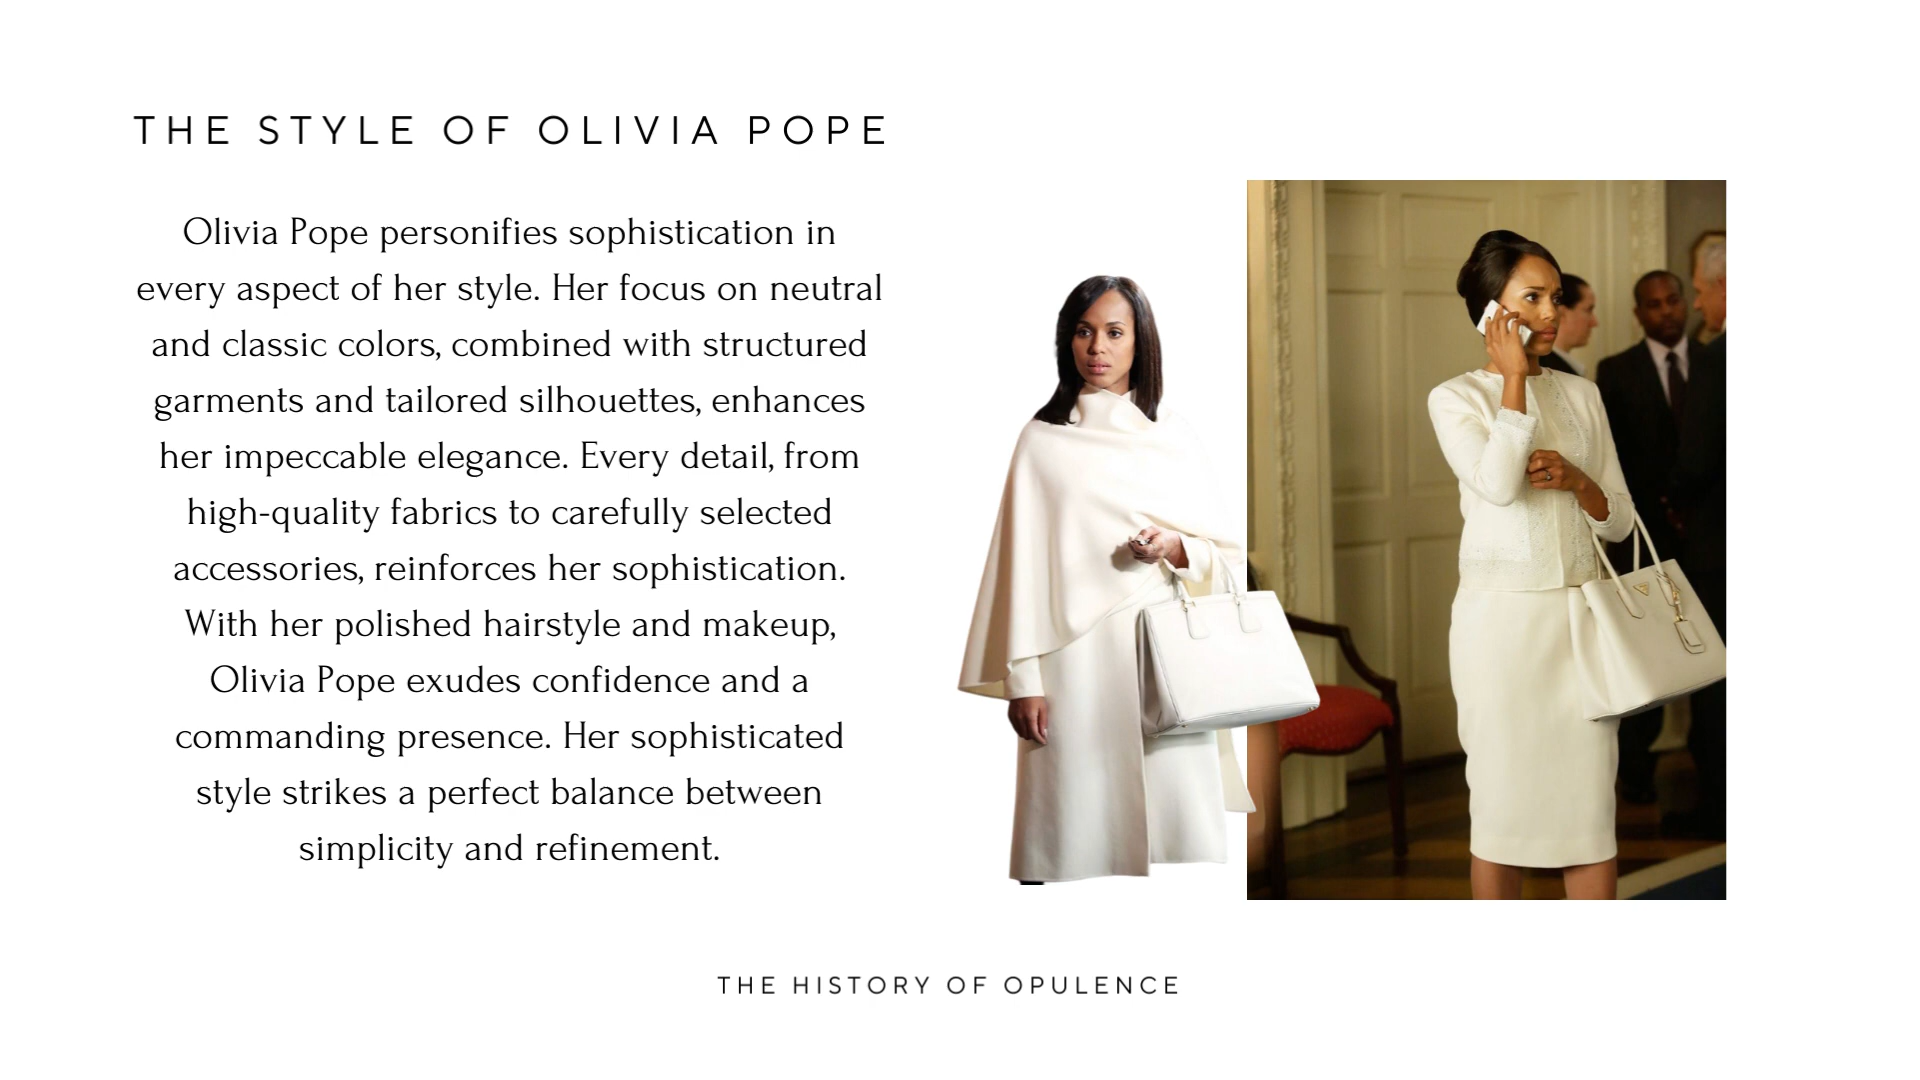 THE STYLE OF OLIVIA POPE
Olivia Pope personifies sophistication in
every aspect of her style. Her focus on neutral
and classic colors, combined with structured
garments and tailored silhouettes, enhances
her impeccable elegance. Every detail, from
high-quality fabrics to carefully selected
accessories, reinforces her sophistication.
With her polished hairstyle and makeup,
Olivia Pope exudes confidence and a
commanding presence. Her sophisticated
style strikes a perfect balance between
simplicity and refinement.
THE HISTORY OF OPULENCE